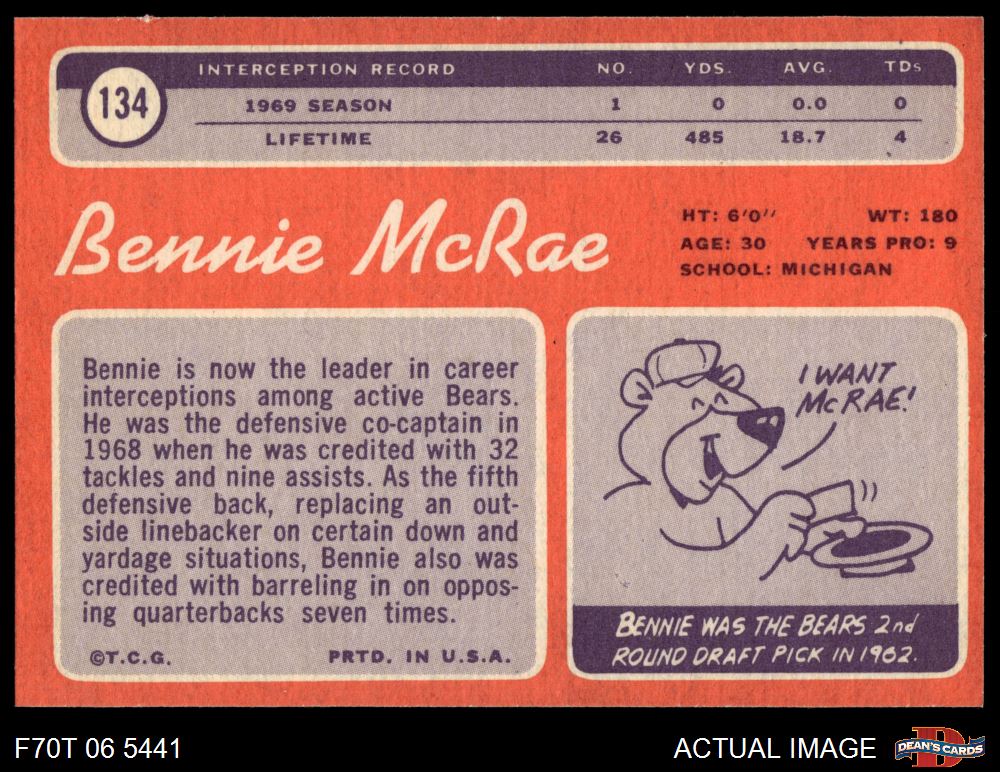 134
INTERCEPTION RECORD NO. YDS. AVG. TDs
1969 SEASON 1 0 0.0 0
LIFETIME 26 485 18.7 4
Bennie McRae
HT: 6'0" WT: 180
AGE: 30 YEARS PRO: 9
SCHOOL: MICHIGAN
Bennie is now the leader in career
interceptions among active Bears.
He was the defensive co-captain in
1968 when he was credited with 32
tackles and nine assists. As the fifth
defensive back, replacing an out-
side linebacker on certain down and
yardage situations, Bennie also was
credited with barreling in on oppos-
ing quarterbacks seven times.
©T.C.G. PRTD. IN U.S.A.
I WANT
McRAE!
BENNIE WAS THE BEARS 2nd
ROUND DRAFT PICK IN 1962.
F70T 06 5441
ACTUAL IMAGE
D
DEAN'S CARDS